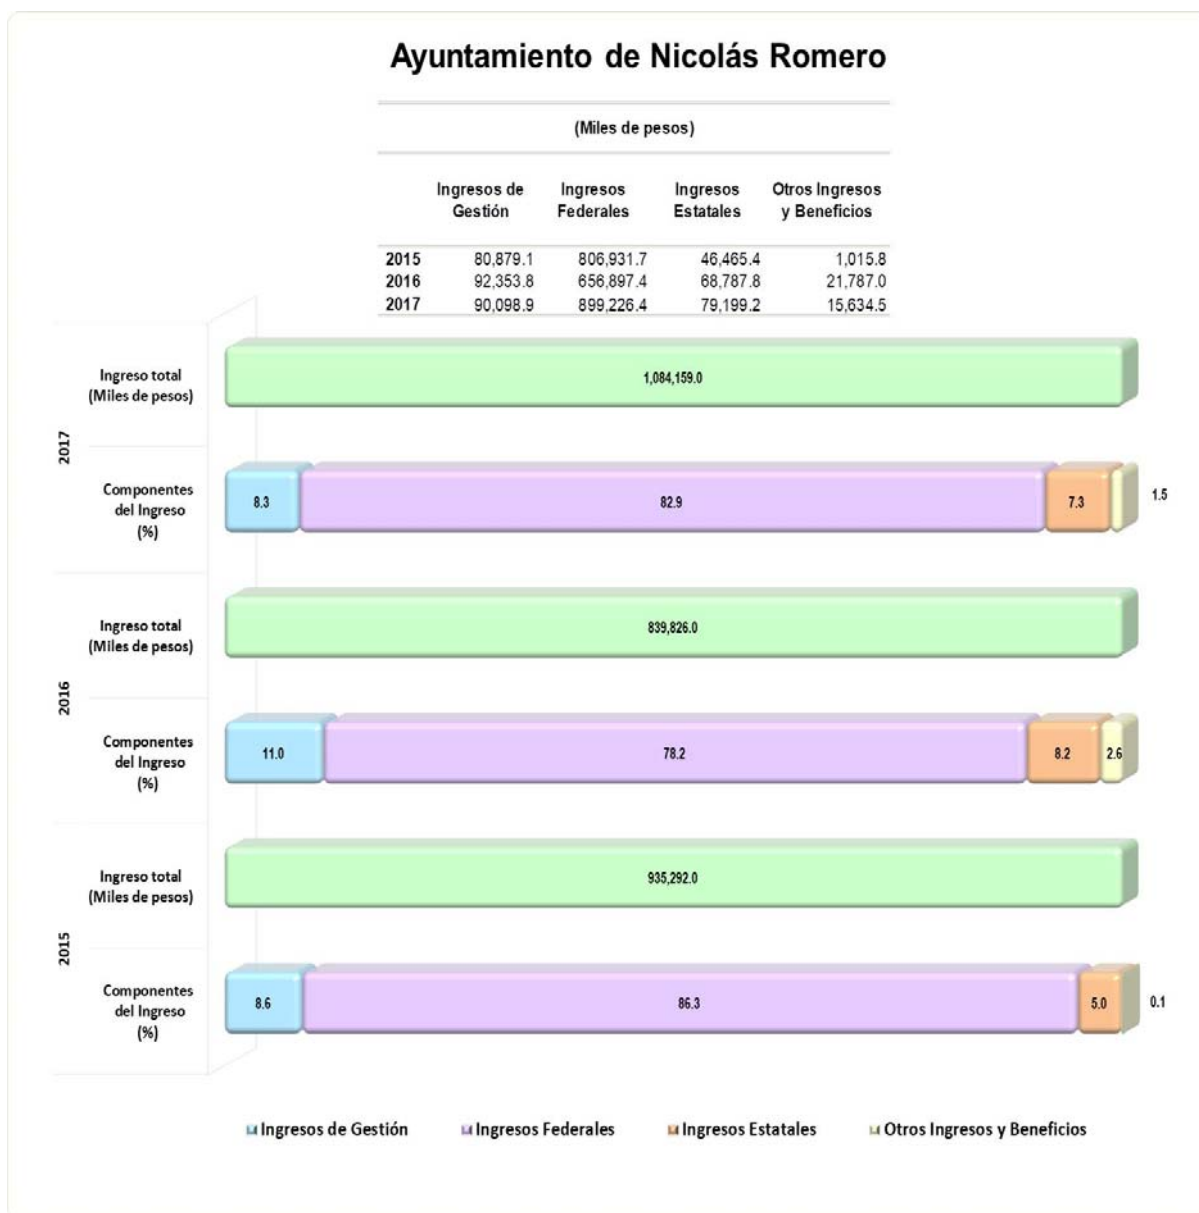 Ayuntamiento de Nicolás Romero
(Miles de pesos)
Ingresos de Gestión Ingresos Federales Ingresos Estatales Otros Ingresos y Beneficios
2015 80,879.1 806,931.7 46,465.4 1,015.8
2016 92,353.8 656,897.4 68,787.8 21,787.0
2017 90,098.9 899,226.4 79,199.2 15,634.5
2017
Ingreso total
(Miles de pesos)
1,084,159.0
Componentes
del Ingreso
(%)
8.3 82.9 7.3 1.5
2016
Ingreso total
(Miles de pesos)
839,826.0
Componentes
del Ingreso
(%)
11.0 78.2 8.2 2.6
2015
Ingreso total
(Miles de pesos)
935,292.0
Componentes
del Ingreso
(%)
8.6 86.3 5.0 0.1
Ingresos de Gestión Ingresos Federales Ingresos Estatales Otros Ingresos y Beneficios